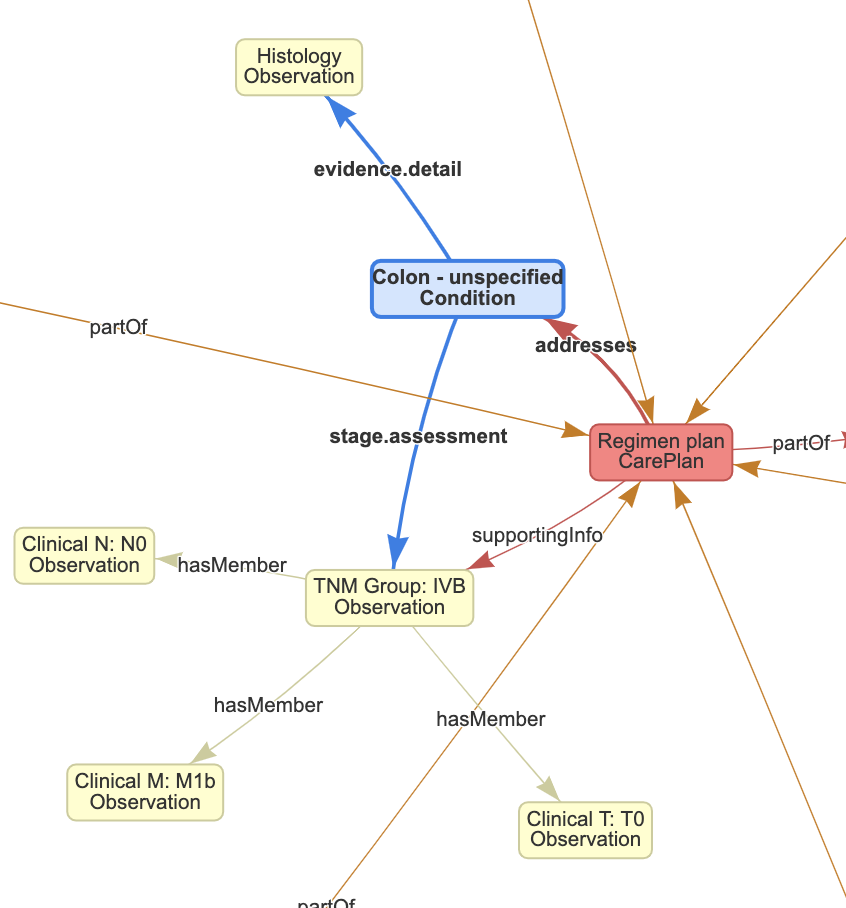 Histology
Observation
evidence.detail
Colon - unspecified
Condition
partOf
addresses
stage.assessment
Regimen plan
CarePlan
partOf
supportingInfo
Clinical N: N0
Observation
hasMember
TNM Group: IVB
Observation
hasMember
hasMember
Clinical M: M1b
Observation
Clinical T: T0
Observation
partOf